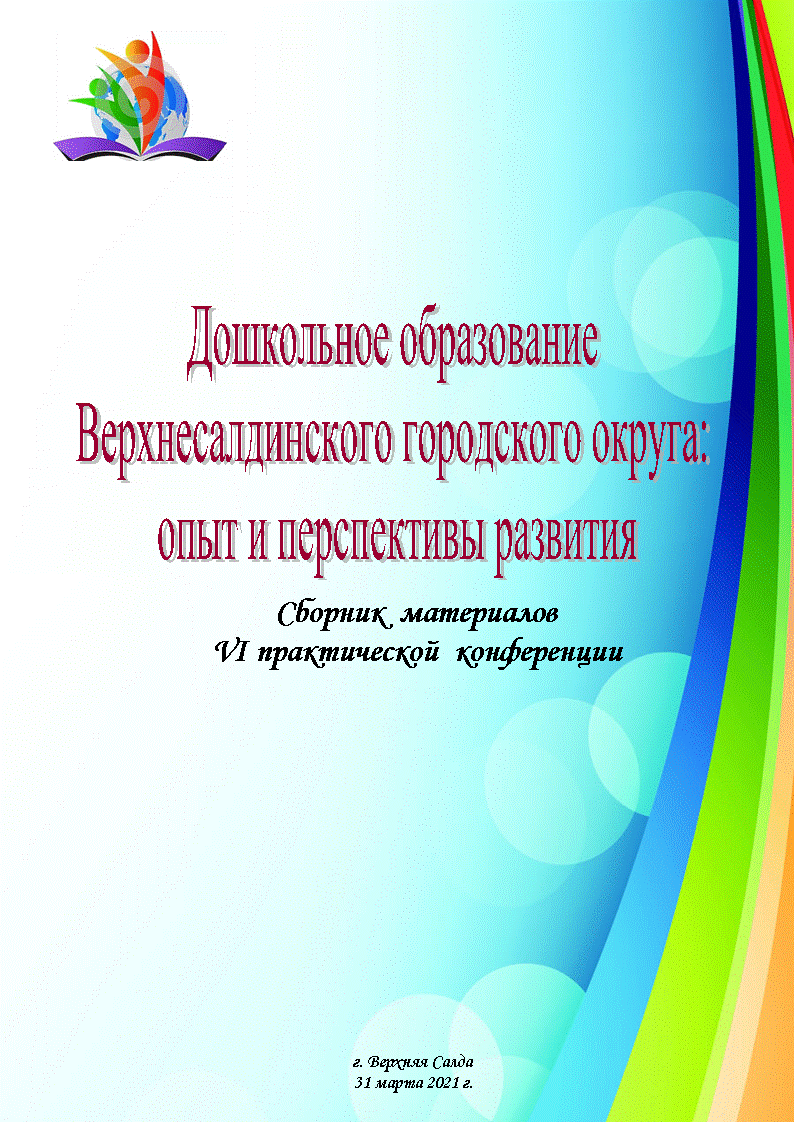 Дошкольное образование
Верхнесалдинского городского округа:
опыт и перспективы развития
Сборник материалов
VI практической конференции
г. Верхняя Салда
31 марта 2021 г.